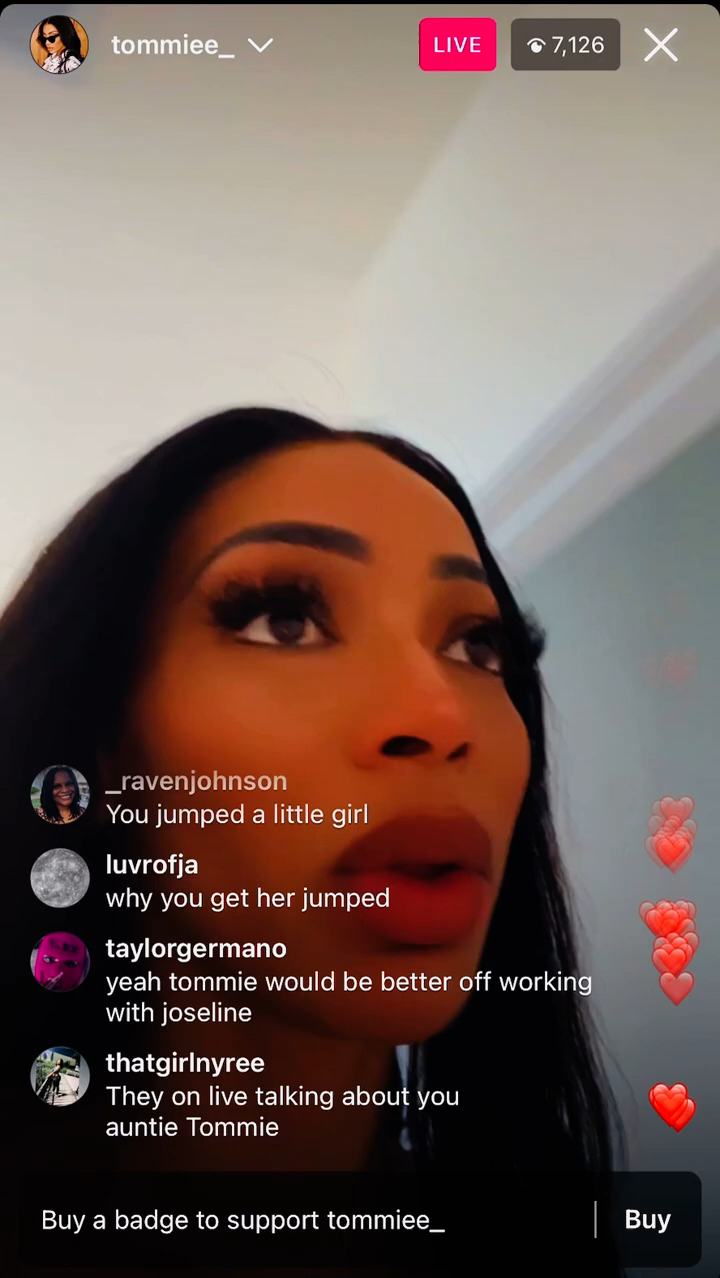 tommiee_
LIVE
7,126
_ravenjohnson
You jumped a little girl
luvrofja
why you get her jumped
taylorgermano
yeah tommie would be better off working
with joseline
thatgirlnyree
They on live talking about you
auntie Tommie
Buy a badge to support tommiee_
Buy